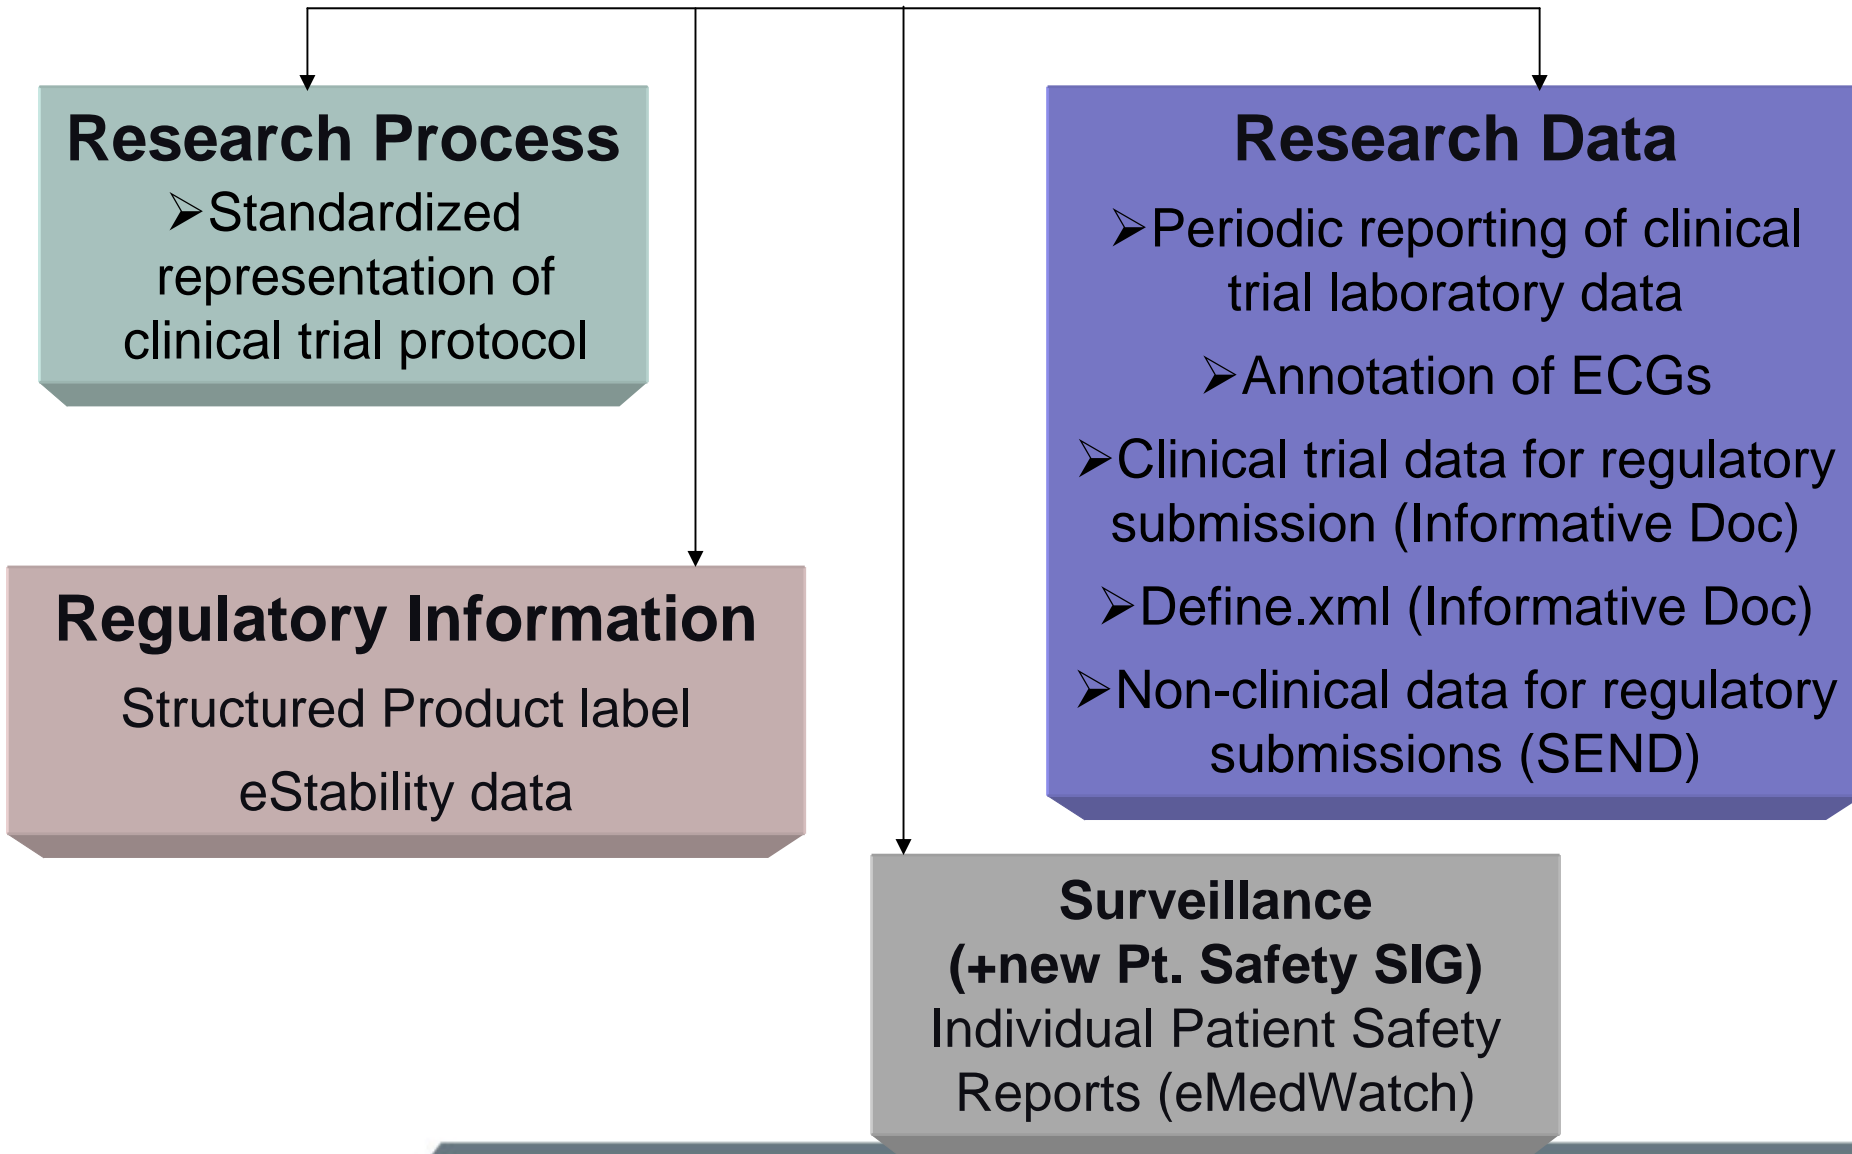 Research Process
➢Standardized
representation of
clinical trial protocol
Research Data
➢Periodic reporting of clinical
trial laboratory data
➢Annotation of ECGs
➢Clinical trial data for regulatory
submission (Informative Doc)
➢Define.xml (Informative Doc)
➢Non-clinical data for regulatory
submissions (SEND)
Regulatory Information
Structured Product label
eStability data
Surveillance
(+new Pt. Safety SIG)
Individual Patient Safety
Reports (eMedWatch)